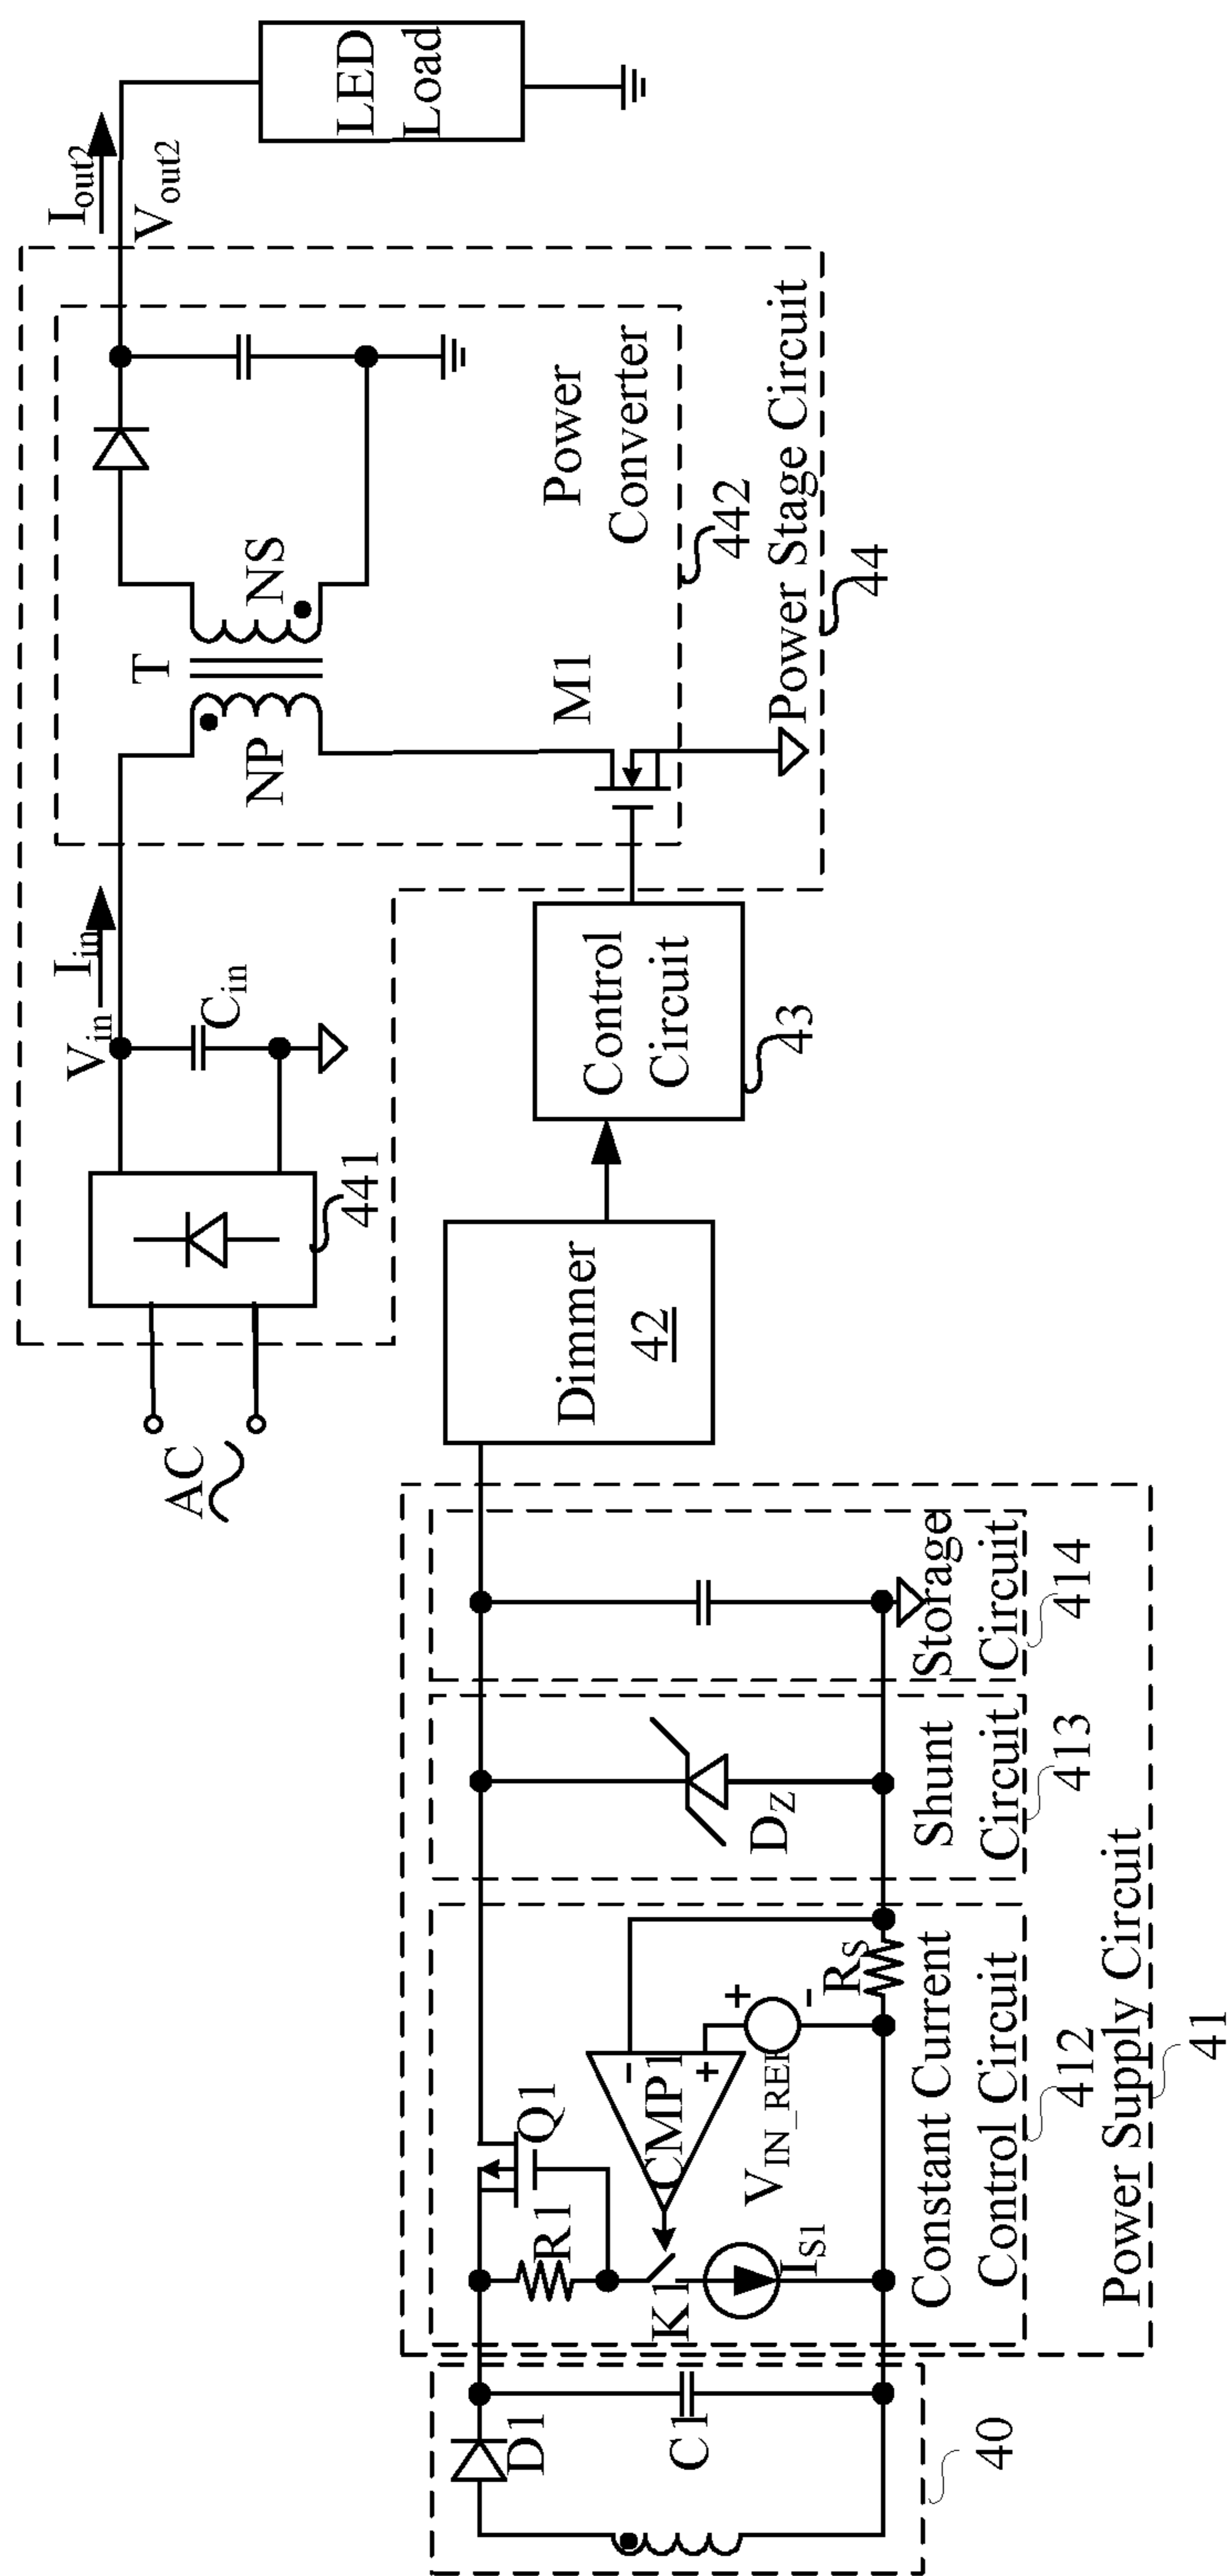 AC
441
V_in
I_in
C_in
T
NP
NS
M1
Power
Converter
442
Power Stage Circuit
44
I_out2
V_out2
LED
Load
D1
C1
40
R1
Q1
K1
I_S1
CMP1
-
+
V_IN_REF
+
-
R_S
Constant Current
Control Circuit
412
D_Z
Shunt
Circuit
413
Storage
Circuit
414
Power Supply Circuit
41
Dimmer
42
Control
Circuit
43